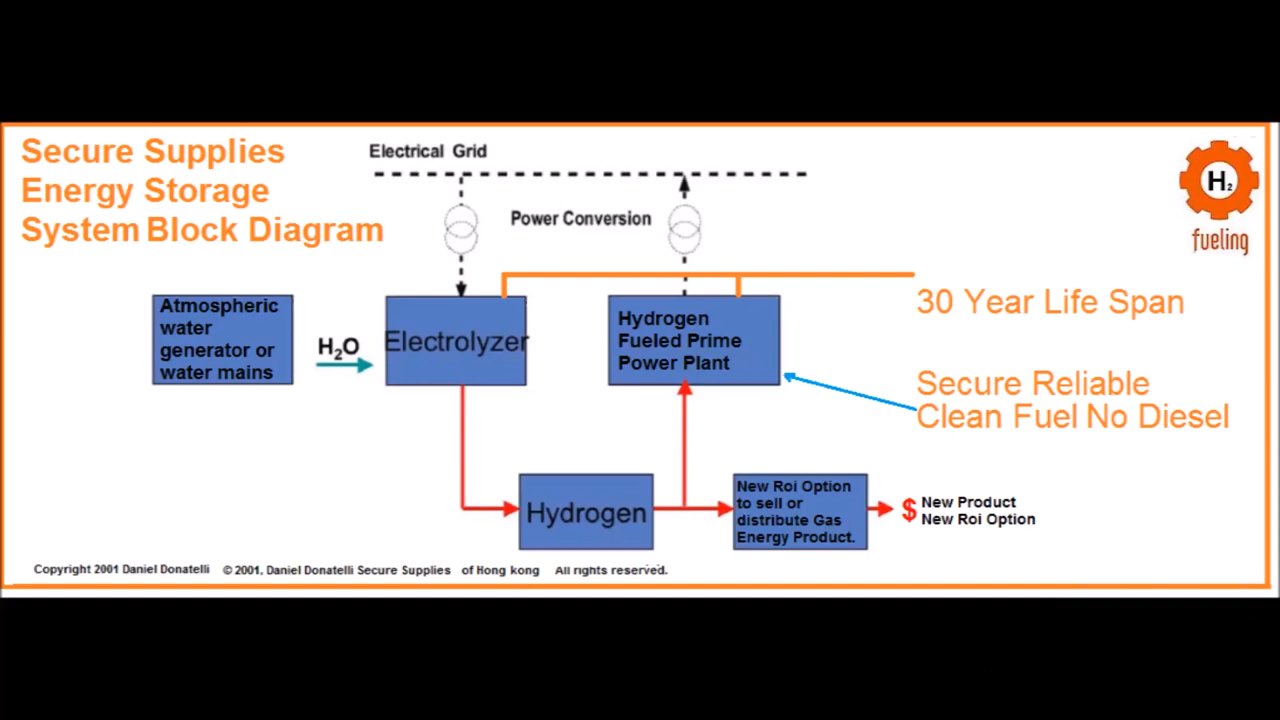 Secure Supplies
Energy Storage
System Block Diagram
Electrical Grid
Power Conversion
H2
fueling
Atmospheric
water
generator or
water mains
H₂O
Electrolyzer
Hydrogen
Fueled Prime
Power Plant
30 Year Life Span
Secure Reliable
Clean Fuel No Diesel
Hydrogen
New Roi Option
to sell or
distribute Gas
Energy Product.
$
New Product
New Roi Option
Copyright 2001 Daniel Donatelli © 2001, Daniel Donatelli Secure Supplies of Hong kong All rights reserved.